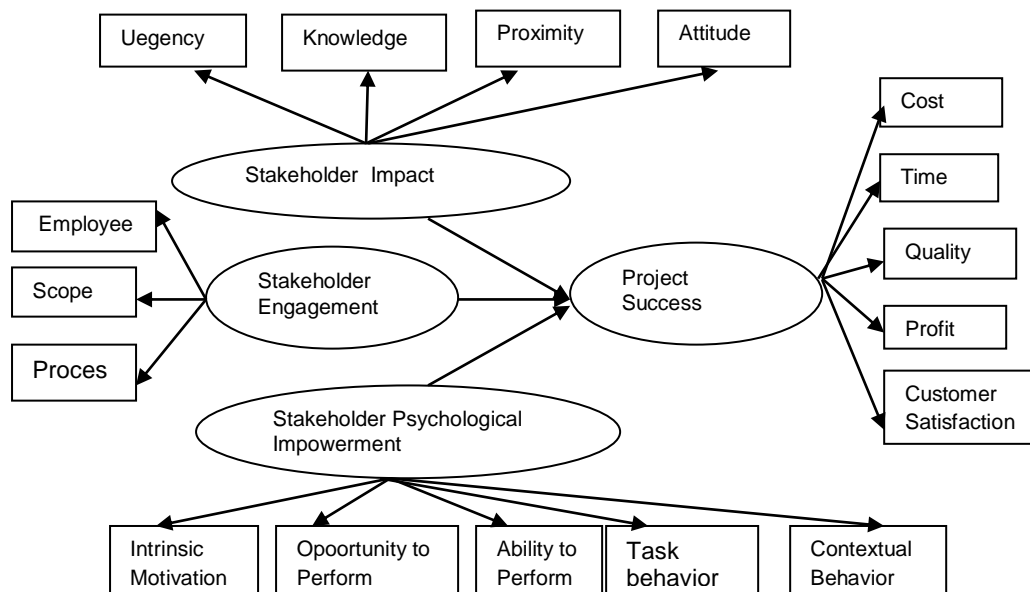 Uegency
Knowledge
Proximity
Attitude
Cost
Stakeholder Impact
Time
Employee
Quality
Stakeholder
Engagement
Project
Success
Scope
Profit
Proces
Customer
Satisfaction
Stakeholder Psychological
Impowerment
Intrinsic
Motivation
Opoortunity to
Perform
Ability to
Perform
Task
behavior
Contextual
Behavior